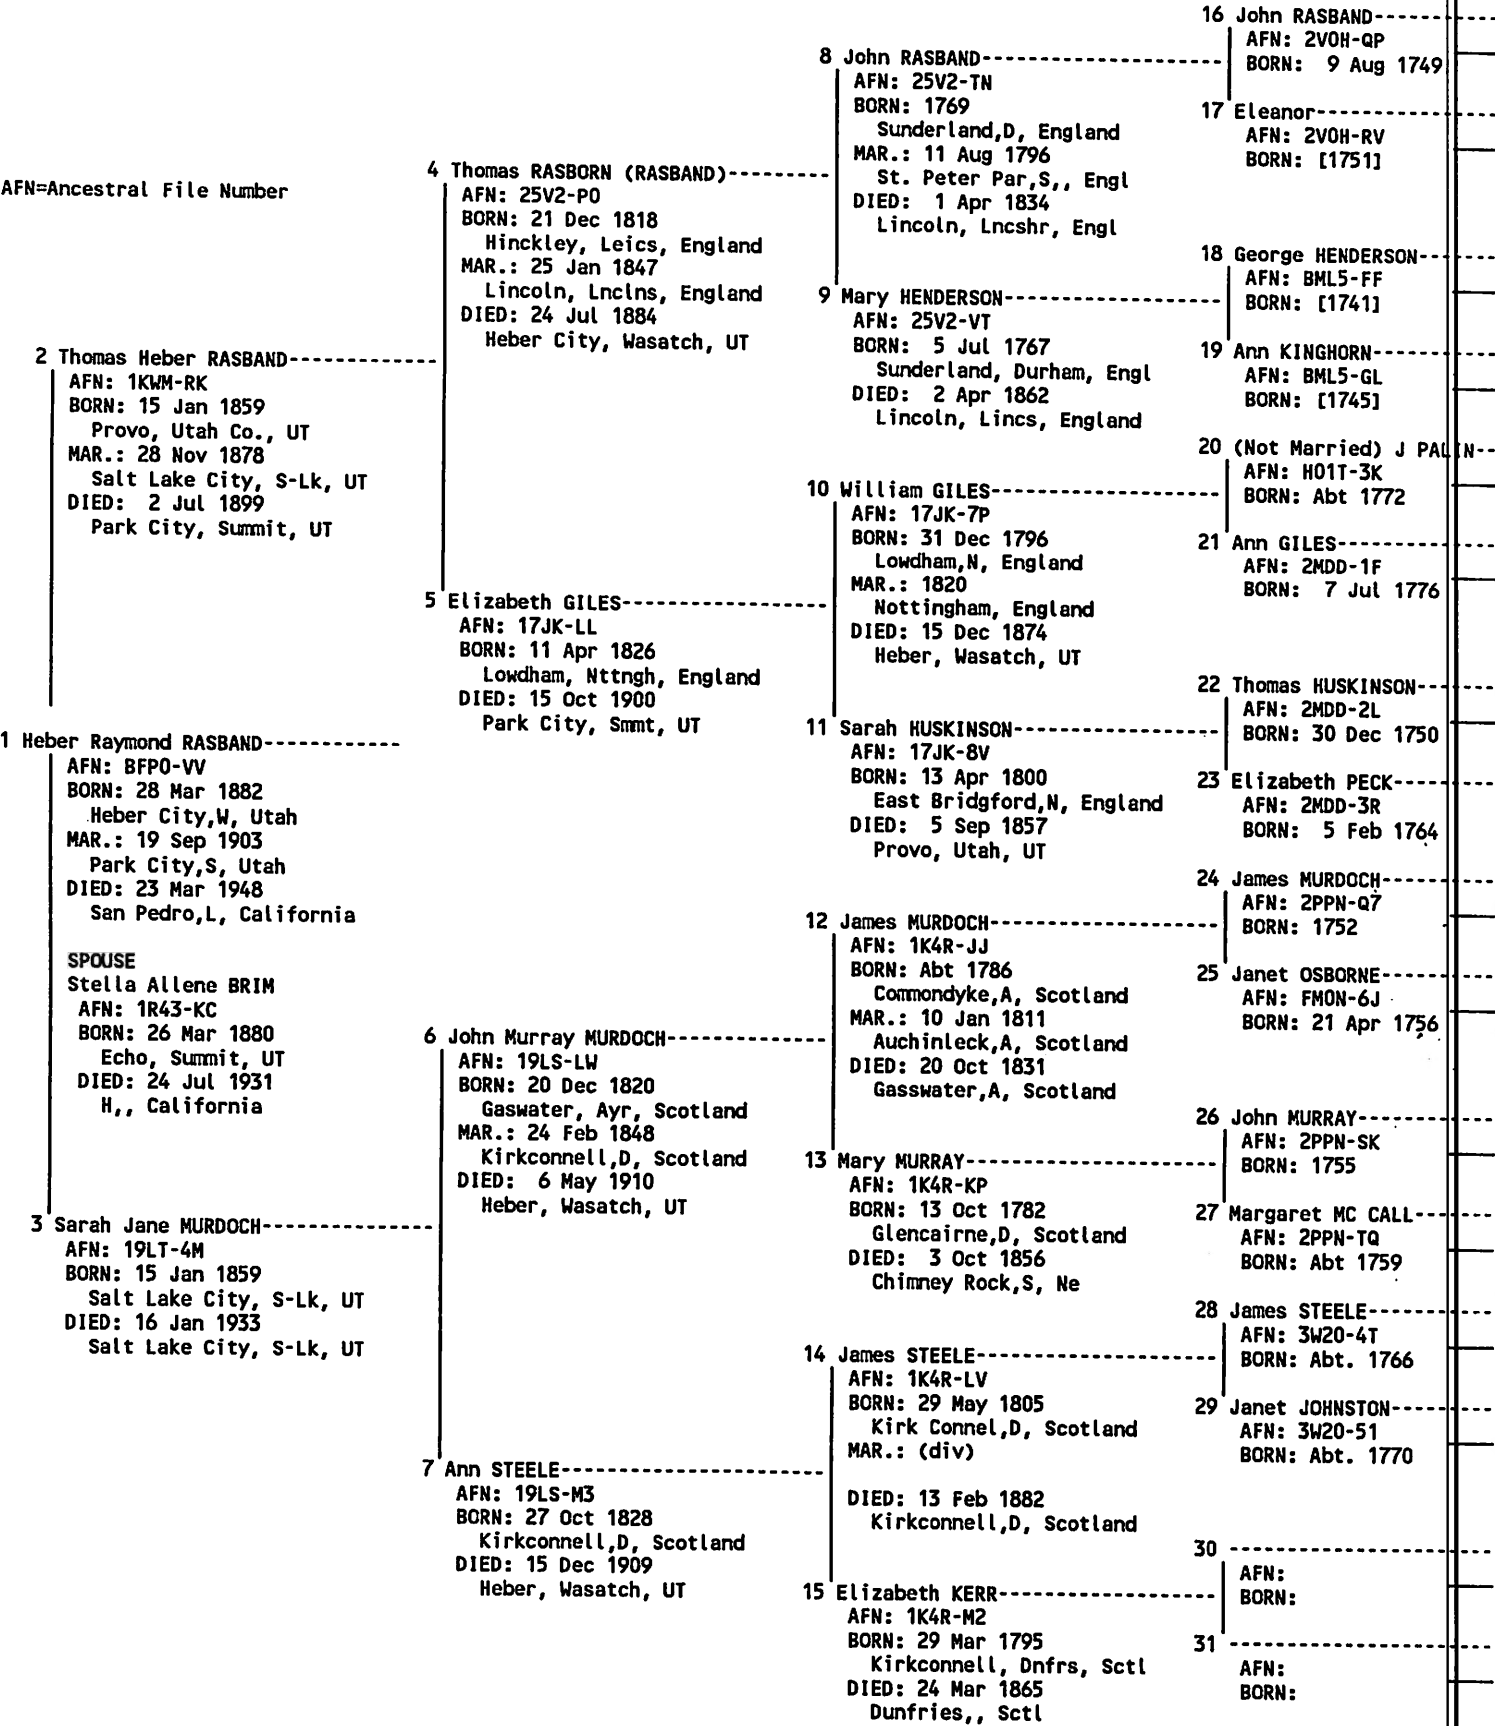 AFN=Ancestral File Number
1 Heber Raymond RASBAND------------
AFN: BFPO-VV
BORN: 28 Mar 1882
Heber City,W, Utah
MAR.: 19 Sep 1903
Park City,S, Utah
DIED: 23 Mar 1948
San Pedro,L, California
SPOUSE
Stella Allene BRIM
AFN: 1R43-KC
BORN: 26 Mar 1880
Echo, Summit, UT
DIED: 24 Jul 1931
H,, California
2 Thomas Heber RASBAND-------------
AFN: 1KWM-RK
BORN: 15 Jan 1859
Provo, Utah Co., UT
MAR.: 28 Nov 1878
Salt Lake City, S-Lk, UT
DIED: 2 Jul 1899
Park City, Summit, UT
3 Sarah Jane MURDOCH---------------
AFN: 19LT-4M
BORN: 15 Jan 1859
Salt Lake City, S-Lk, UT
DIED: 16 Jan 1933
Salt Lake City, S-Lk, UT
4 Thomas RASBORN (RASBAND)---------
AFN: 25V2-PO
BORN: 21 Dec 1818
Hinckley, Leics, England
MAR.: 25 Jan 1847
Lincoln, Lnclns, England
DIED: 24 Jul 1884
Heber City, Wasatch, UT
5 Elizabeth GILES------------------
AFN: 17JK-LL
BORN: 11 Apr 1826
Lowdham, Nttngh, England
DIED: 15 Oct 1900
Park City, Smmt, UT
6 John Murray MURDOCH--------------
AFN: 19LS-LW
BORN: 20 Dec 1820
Gaswater, Ayr, Scotland
MAR.: 24 Feb 1848
Kirkconnell,D, Scotland
DIED: 6 May 1910
Heber, Wasatch, UT
7 Ann STEELE-----------------------
AFN: 19LS-M3
BORN: 27 Oct 1828
Kirkconnell,D, Scotland
DIED: 15 Dec 1909
Heber, Wasatch, UT
8 John RASBAND---------------------
AFN: 25V2-TN
BORN: 1769
Sunderland,D, England
MAR.: 11 Aug 1796
St. Peter Par,S,, Engl
DIED: 1 Apr 1834
Lincoln, Lncshr, Engl
9 Mary HENDERSON-------------------
AFN: 25V2-VT
BORN: 5 Jul 1767
Sunderland, Durham, Engl
DIED: 2 Apr 1862
Lincoln, Lincs, England
10 William GILES--------------------
AFN: 17JK-7P
BORN: 31 Dec 1796
Lowdham,N, England
MAR.: 1820
Nottingham, England
DIED: 15 Dec 1874
Heber, Wasatch, UT
11 Sarah HUSKINSON------------------
AFN: 17JK-8V
BORN: 13 Apr 1800
East Bridgford,N, England
DIED: 5 Sep 1857
Provo, Utah, UT
12 James MURDOCH--------------------
AFN: 1K4R-JJ
BORN: Abt 1786
Commondyke,A, Scotland
MAR.: 10 Jan 1811
Auchinleck,A, Scotland
DIED: 20 Oct 1831
Gasswater,A, Scotland
13 Mary MURRAY----------------------
AFN: 1K4R-KP
BORN: 13 Oct 1782
Glencairne,D, Scotland
DIED: 3 Oct 1856
Chimney Rock,S, Ne
14 James STEELE---------------------
AFN: 1K4R-LV
BORN: 29 May 1805
Kirk Connel,D, Scotland
MAR.: (div)
DIED: 13 Feb 1882
Kirkconnell,D, Scotland
15 Elizabeth KERR-------------------
AFN: 1K4R-M2
BORN: 29 Mar 1795
Kirkconnell, Dnfrs, Sctl
DIED: 24 Mar 1865
Dunfries,, Sctl
16 John RASBAND----------
AFN: 2VOH-QP
BORN: 9 Aug 1749
17 Eleanor---------------
AFN: 2VOH-RV
BORN: [1751]
18 George HENDERSON------
AFN: BML5-FF
BORN: [1741]
19 Ann KINGHORN----------
AFN: BML5-GL
BORN: [1745]
20 (Not Married) J PALIN--
AFN: HO1T-3K
BORN: Abt 1772
21 Ann GILES-------------
AFN: 2MDD-1F
BORN: 7 Jul 1776
22 Thomas HUSKINSON------
AFN: 2MDD-2L
BORN: 30 Dec 1750
23 Elizabeth PECK--------
AFN: 2MDD-3R
BORN: 5 Feb 1764
24 James MURDOCH---------
AFN: 2PPN-Q7
BORN: 1752
25 Janet OSBORNE---------
AFN: FMON-6J
BORN: 21 Apr 1756
26 John MURRAY-----------
AFN: 2PPN-SK
BORN: 1755
27 Margaret MC CALL------
AFN: 2PPN-TQ
BORN: Abt 1759
28 James STEELE----------
AFN: 3W20-4T
BORN: Abt. 1766
29 Janet JOHNSTON--------
AFN: 3W20-51
BORN: Abt. 1770
30 ----------------------
AFN:
BORN:
31 ----------------------
AFN:
BORN: